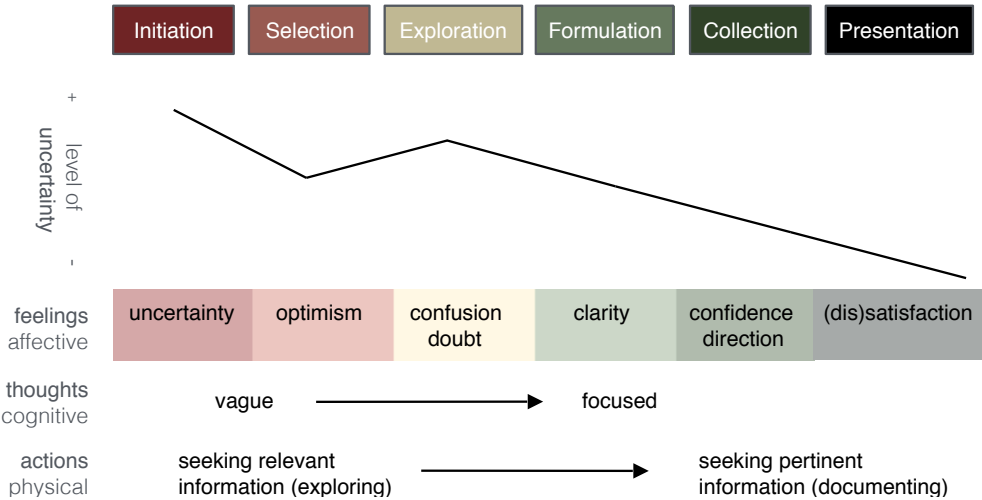 Initiation Selection Exploration Formulation Collection Presentation
+
level of
uncertainty
-
feelings
affective
uncertainty optimism confusion doubt clarity confidence direction (dis)satisfaction
thoughts
cognitive
vague focused
actions
physical
seeking relevant
information (exploring)
seeking pertinent
information (documenting)